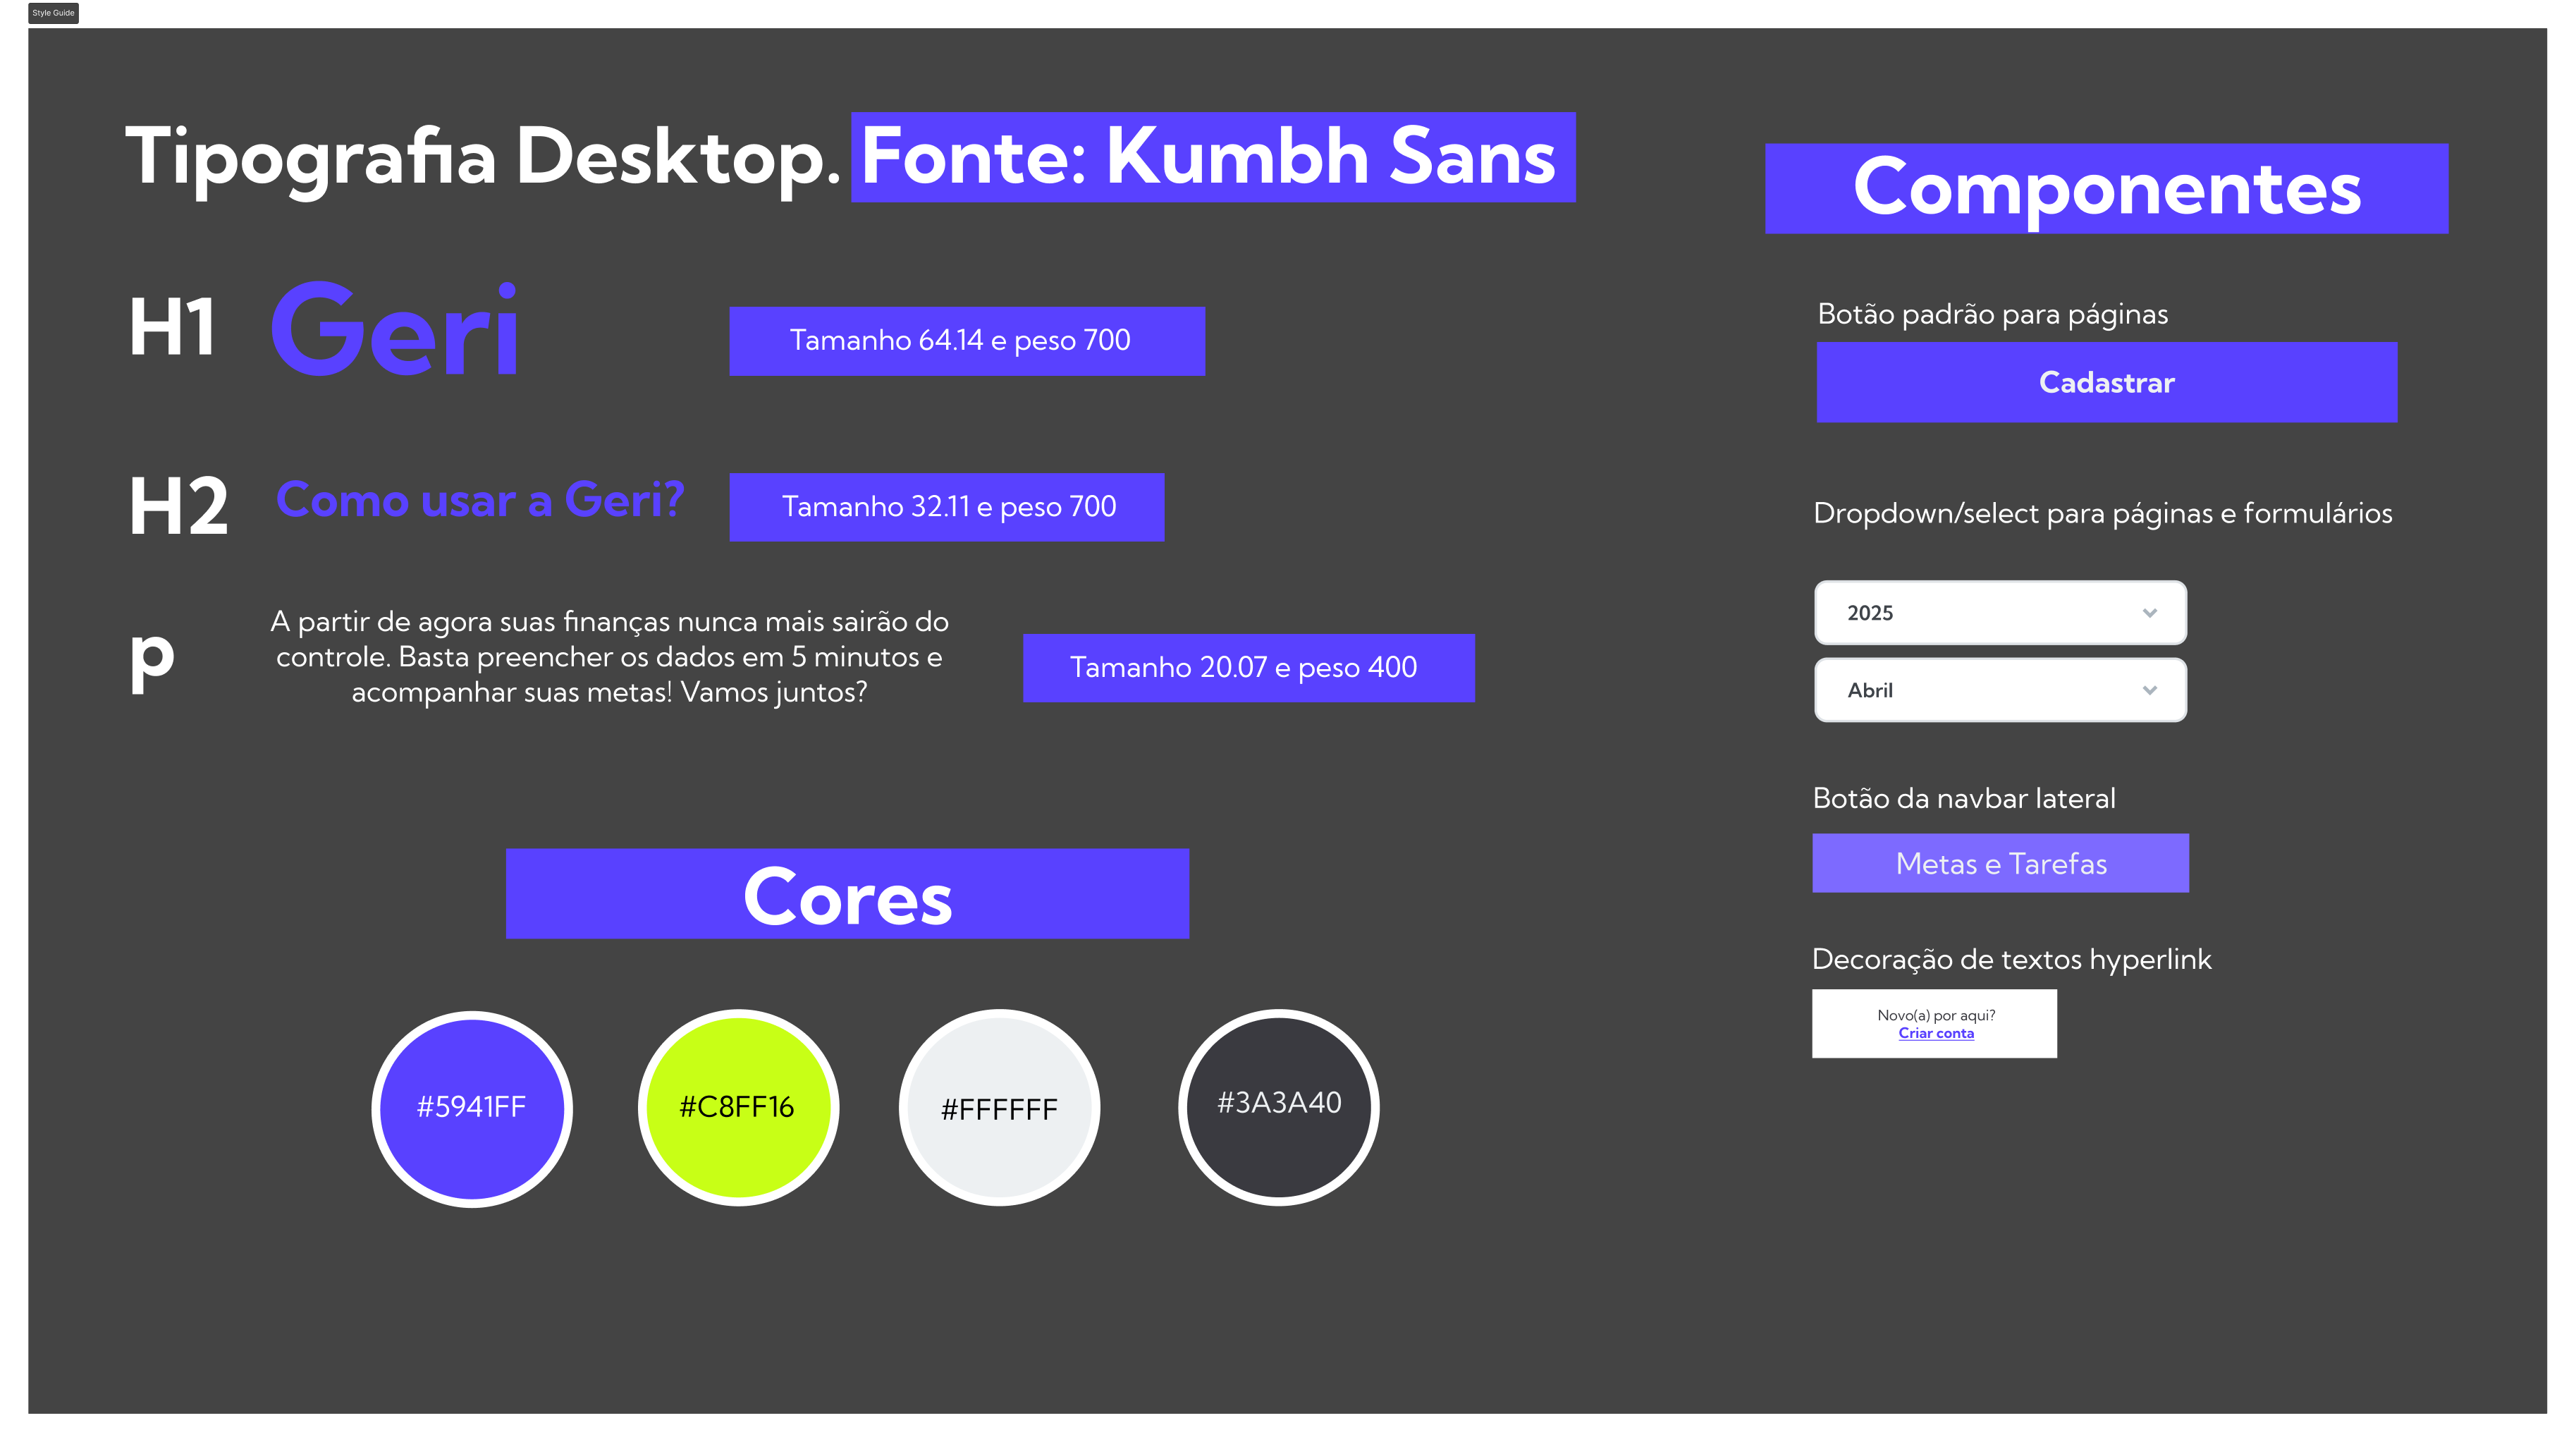 Style Guide
Tipografia Desktop. Fonte: Kumbh Sans
H1
Geri
Tamanho 64.14 e peso 700
H2
Como usar a Geri?
Tamanho 32.11 e peso 700
p
A partir de agora suas finanças nunca mais sairão do
controle. Basta preencher os dados em 5 minutos e
acompanhar suas metas! Vamos juntos?
Tamanho 20.07 e peso 400
Cores
#5941FF
#C8FF16
#FFFFFF
#3A3A40
Componentes
Botão padrão para páginas
Cadastrar
Dropdown/select para páginas e formulários
2025
Abril
Botão da navbar lateral
Metas e Tarefas
Decoração de textos hyperlink
Novo(a) por aqui?
Criar conta